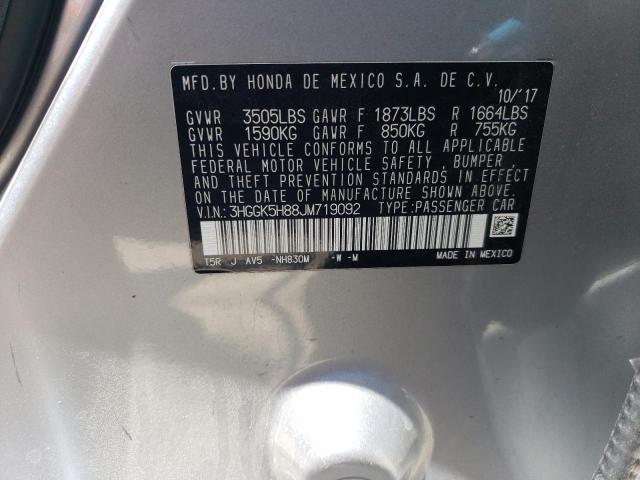 MFD. BY HONDA DE MEXICO S.A. DE C.V.
10/'17
GVWR 3505LBS GAWR F 1873LBS R 1664LBS
GVWR 1590KG GAWR F 850KG R 755KG
THIS VEHICLE CONFORMS TO ALL APPLICABLE
FEDERAL MOTOR VEHICLE SAFETY, BUMPER,
AND THEFT PREVENTION STANDARDS IN EFFECT
ON THE DATE OF MANUFACTURE SHOWN ABOVE.
V.I.N.: 3HGGK5H88JM719092 TYPE: PASSENGER CAR
T5R J AV5 -NH830M -W -M MADE IN MEXICO